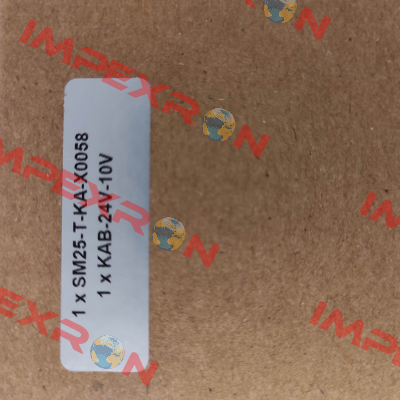 1 x SM25-T-KA-X0058
1 x KAB-24V-10V
IMPEXRON
IMPEXRON
IMPEXRON
IMPEXRON